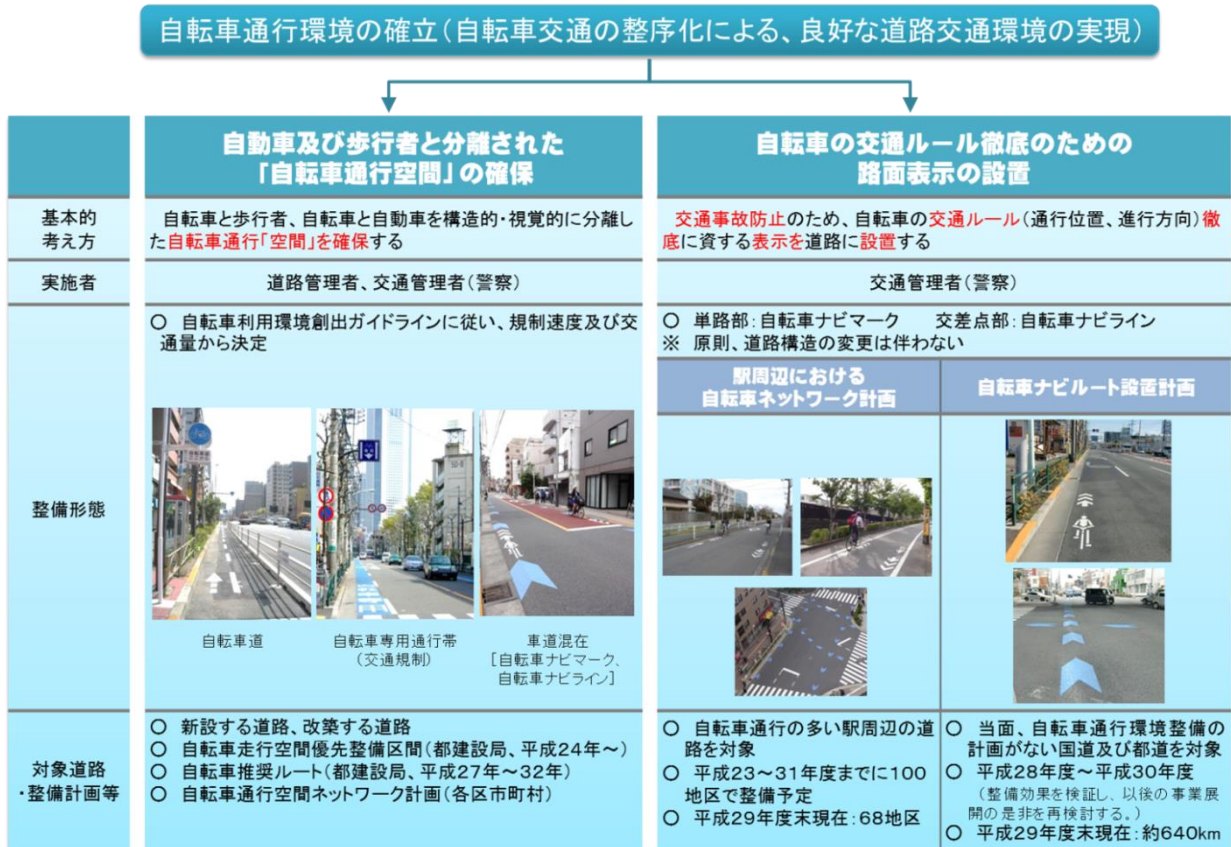 自転車通行環境の確立(自転車交通の整序化による、良好な道路交通環境の実現)
自動車及び歩行者と分離された
「自転車通行空間」の確保
自転車の交通ルール徹底のための
路面表示の設置
基本的
考え方
自転車と歩行者、自転車と自動車を構造的・視覚的に分離し
た自転車通行「空間」を確保する
交通事故防止のため、自転車の交通ルール(通行位置、進行方向)徹
底に資する表示を道路に設置する
実施者
道路管理者、交通管理者(警察)
交通管理者(警察)
整備形態
○ 自転車利用環境創出ガイドラインに従い、規制速度及び交
通量から決定
自転車道
自転車専用通行帯
(交通規制)
車道混在
[自転車ナビマーク、
自転車ナビライン]
○ 単路部:自転車ナビマーク 交差点部:自転車ナビライン
※ 原則、道路構造の変更は伴わない
駅周辺における
自転車ネットワーク計画
自転車ナビルート設置計画
対象道路
・整備計画等
○ 新設する道路、改築する道路
○ 自転車走行空間優先整備区間(都建設局、平成24年~)
○ 自転車推奨ルート(都建設局、平成27年~32年)
○ 自転車通行空間ネットワーク計画(各区市町村)
○ 自転車通行の多い駅周辺の道
路を対象
○ 平成23~31年度までに100
地区で整備予定
○ 平成29年度末現在:68地区
○ 当面、自転車通行環境整備の
計画がない国道及び都道を対象
○ 平成28年度~平成30年度
(整備効果を検証し、以後の事業展
開の是非を再検討する。)
○ 平成29年度末現在:約640km